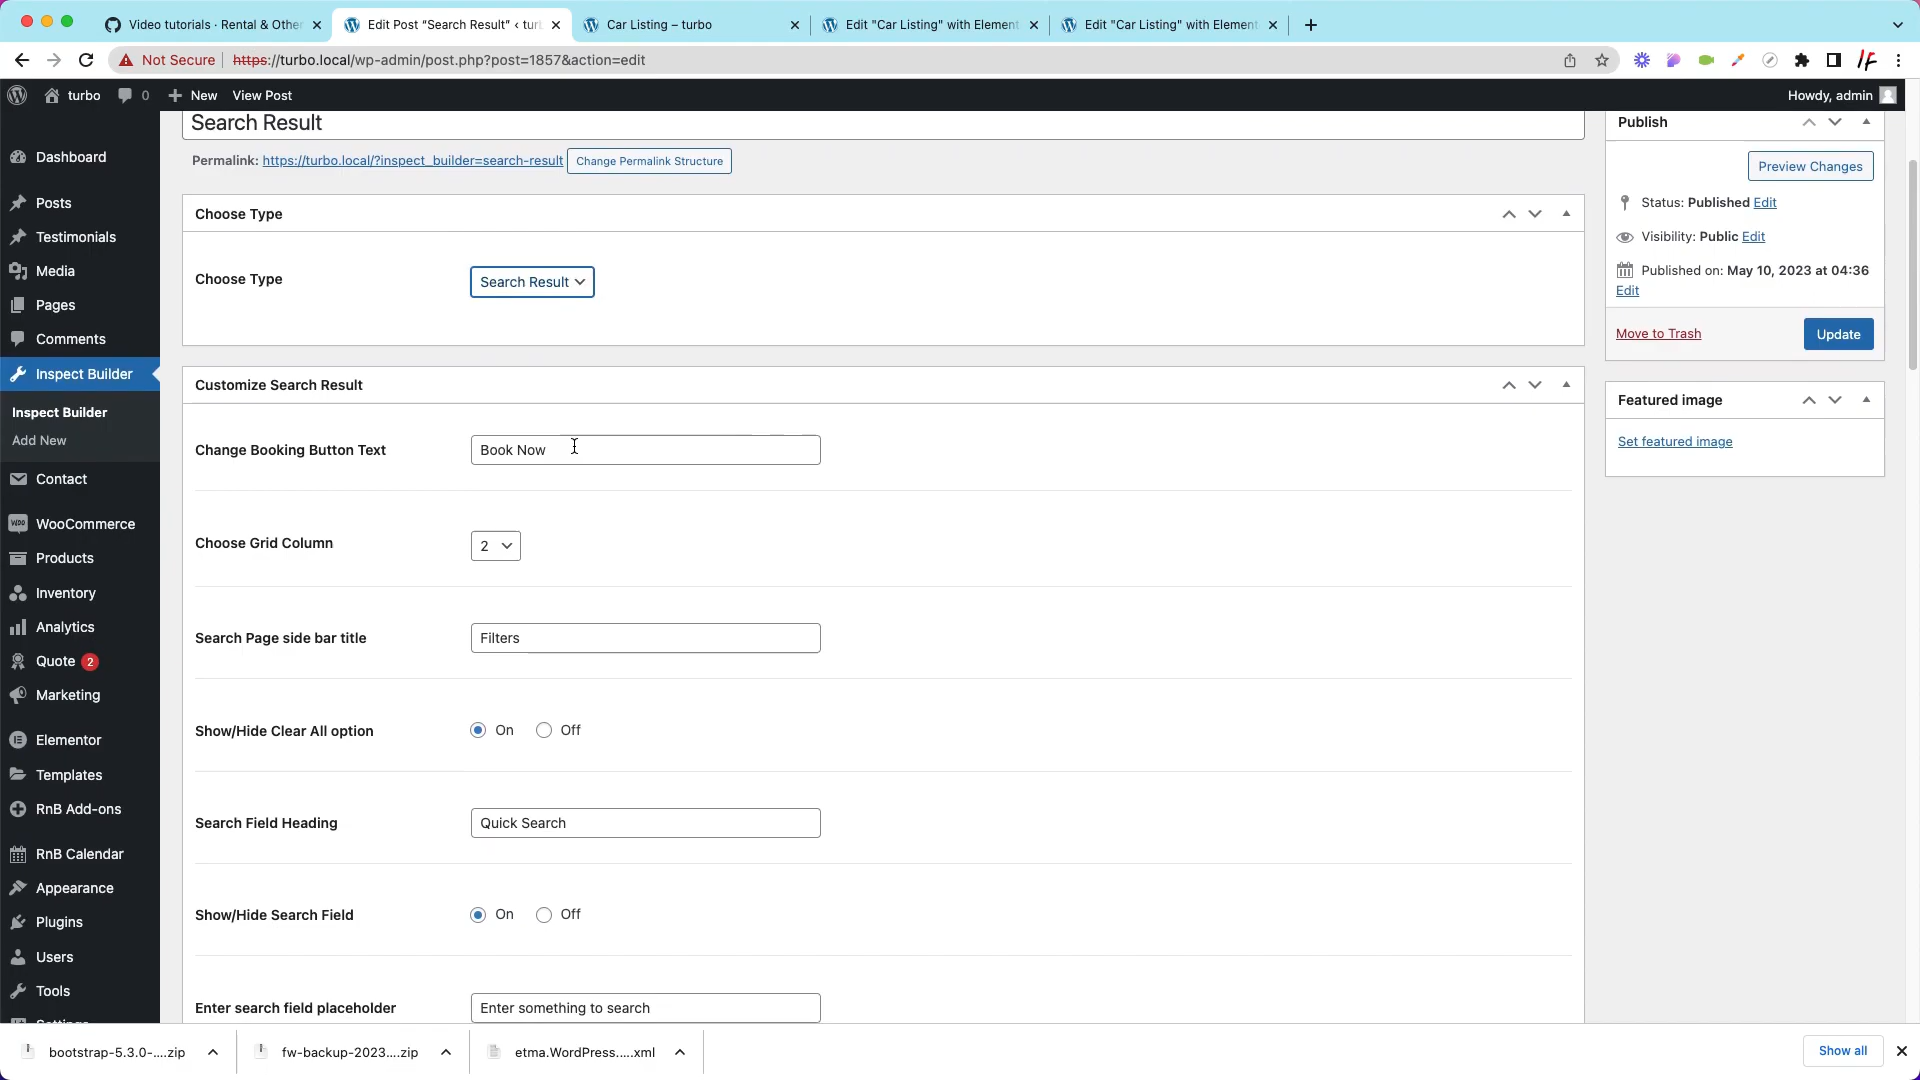 Video tutorials · Rental & Othe
Edit Post “Search Result” ‹ turb
Car Listing – turbo
Edit "Car Listing" with Element
Edit "Car Listing" with Element
Not Secure
https://turbo.local/wp-admin/post.php?post=1857&action=edit
turbo
0
New
View Post
Howdy, admin
Dashboard
Posts
Testimonials
Media
Pages
Comments
Inspect Builder
Inspect Builder
Add New
Contact
WooCommerce
Products
Inventory
Analytics
Quote 2
Marketing
Elementor
Templates
RnB Add-ons
RnB Calendar
Appearance
Plugins
Users
Tools
Settings
Search Result
Permalink: https://turbo.local/?inspect_builder=search-result
Change Permalink Structure
Choose Type
Choose Type
Search Result
Customize Search Result
Change Booking Button Text
Book Now
Choose Grid Column
2
Search Page side bar title
Filters
Show/Hide Clear All option
On
Off
Search Field Heading
Quick Search
Show/Hide Search Field
On
Off
Enter search field placeholder
Enter something to search
Publish
Preview Changes
Status: Published Edit
Visibility: Public Edit
Published on: May 10, 2023 at 04:36
Edit
Move to Trash
Update
Featured image
Set featured image
bootstrap-5.3.0-....zip
fw-backup-2023....zip
etma.WordPress.....xml
Show all